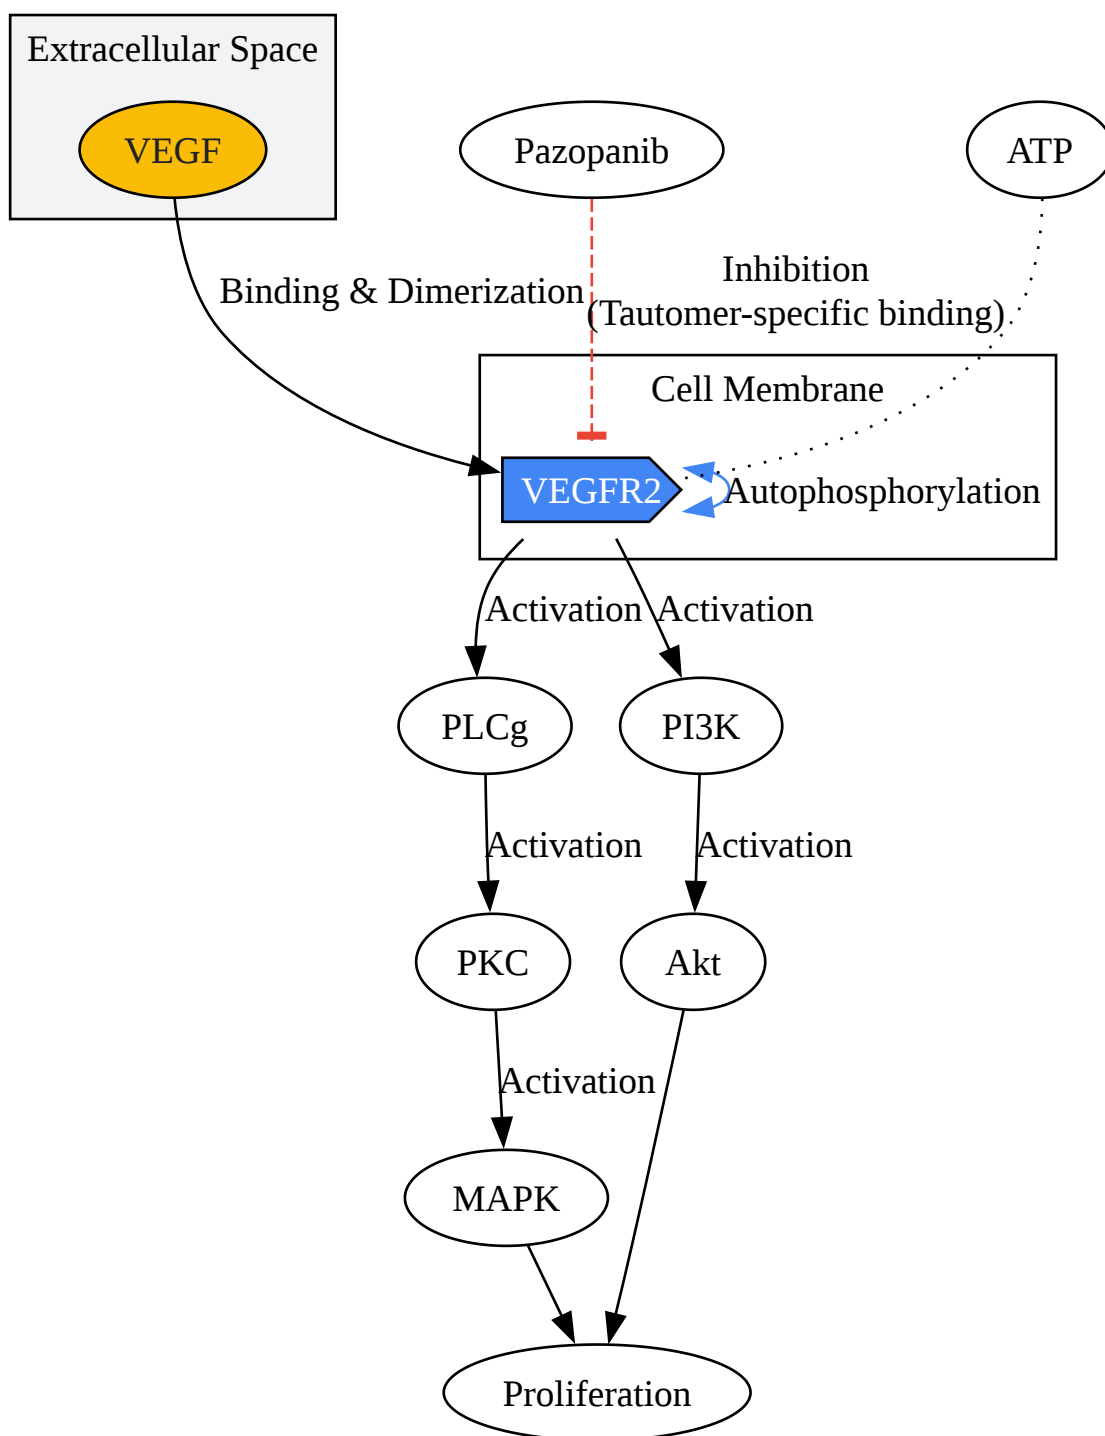 Extracellular Space
VEGF
Pazopanib
ATP
Binding & Dimerization
Inhibition
(Tautomer-specific binding)
Cell Membrane
VEGFR2
Autophosphorylation
Activation
Activation
PLCg
PI3K
Activation
Activation
PKC
Akt
Activation
MAPK
Proliferation